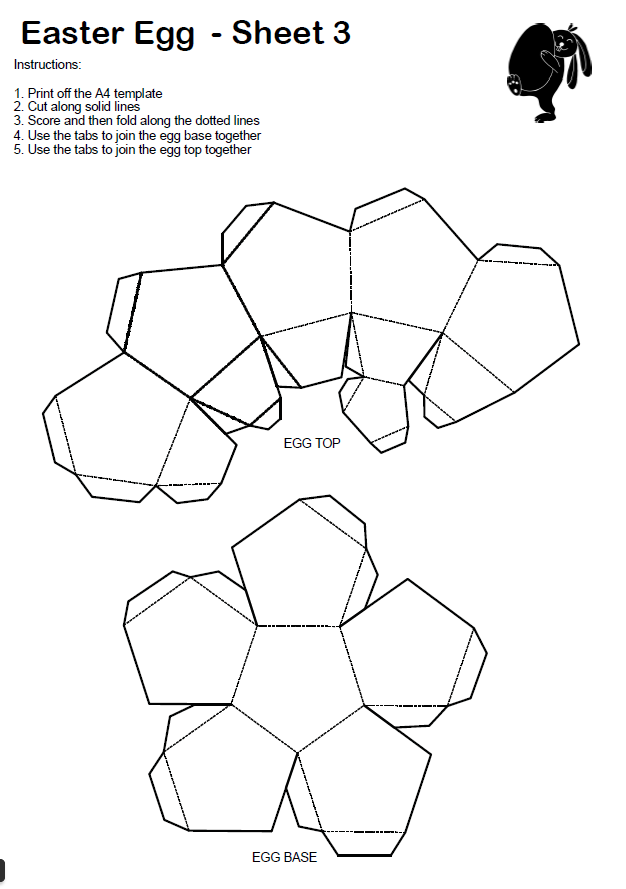 Easter Egg - Sheet 3
Instructions:
1. Print off the A4 template
2. Cut along solid lines
3. Score and then fold along the dotted lines
4. Use the tabs to join the egg base together
5. Use the tabs to join the egg top together
EGG TOP
EGG BASE